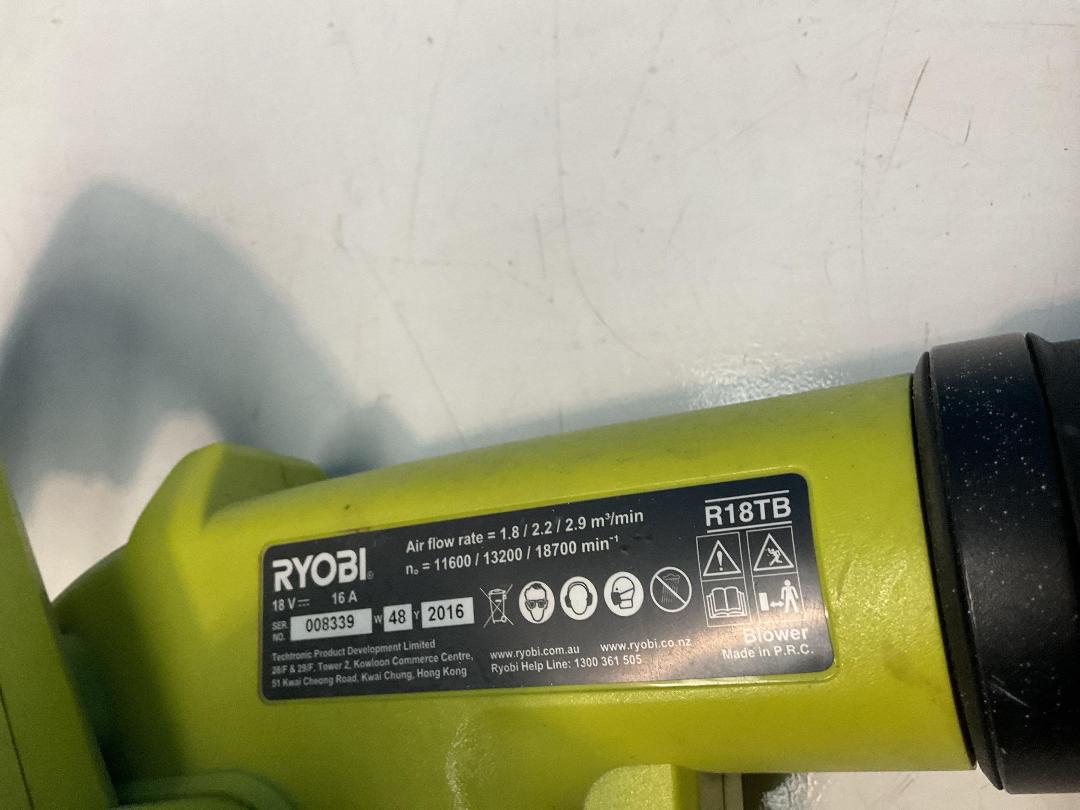 RYOBI®
18 V ⎓ 16 A
SER. NO. 008339 W 48 Y 2016
Techtronic Product Development Limited
28/F & 29/F, Tower 2, Kowloon Commerce Centre,
51 Kwai Cheong Road, Kwai Chung, Hong Kong
Air flow rate = 1.8 / 2.2 / 2.9 m³/min
n₀ = 11600 / 13200 / 18700 min⁻¹
www.ryobi.com.au www.ryobi.co.nz
Ryobi Help Line: 1300 361 505
R18TB
Blower
Made in P.R.C.